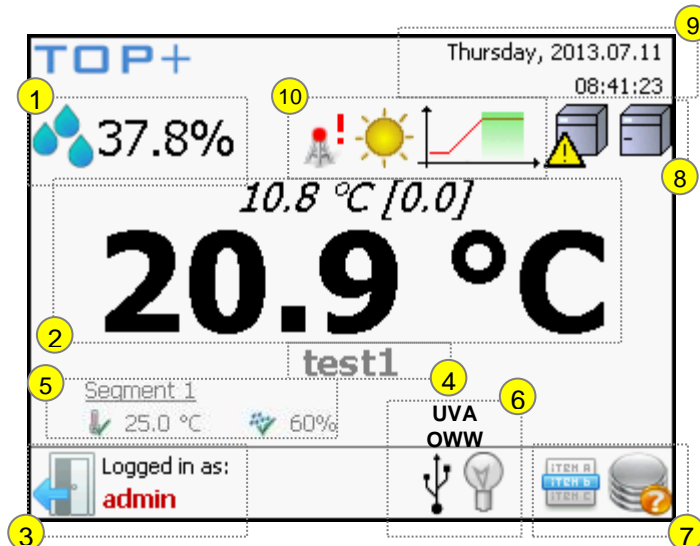 9
TOP+
Thursday, 2013.07.11
08:41:23
1
10
37.8%
!
8
10.8 °C [0.0]
20.9 °C
2
test1
5
4
Segment 1
6
25.0 °C
60%
UVA
OWW
Logged in as:
admin
ITEM A
ITEM B
ITEM C
?
3
7